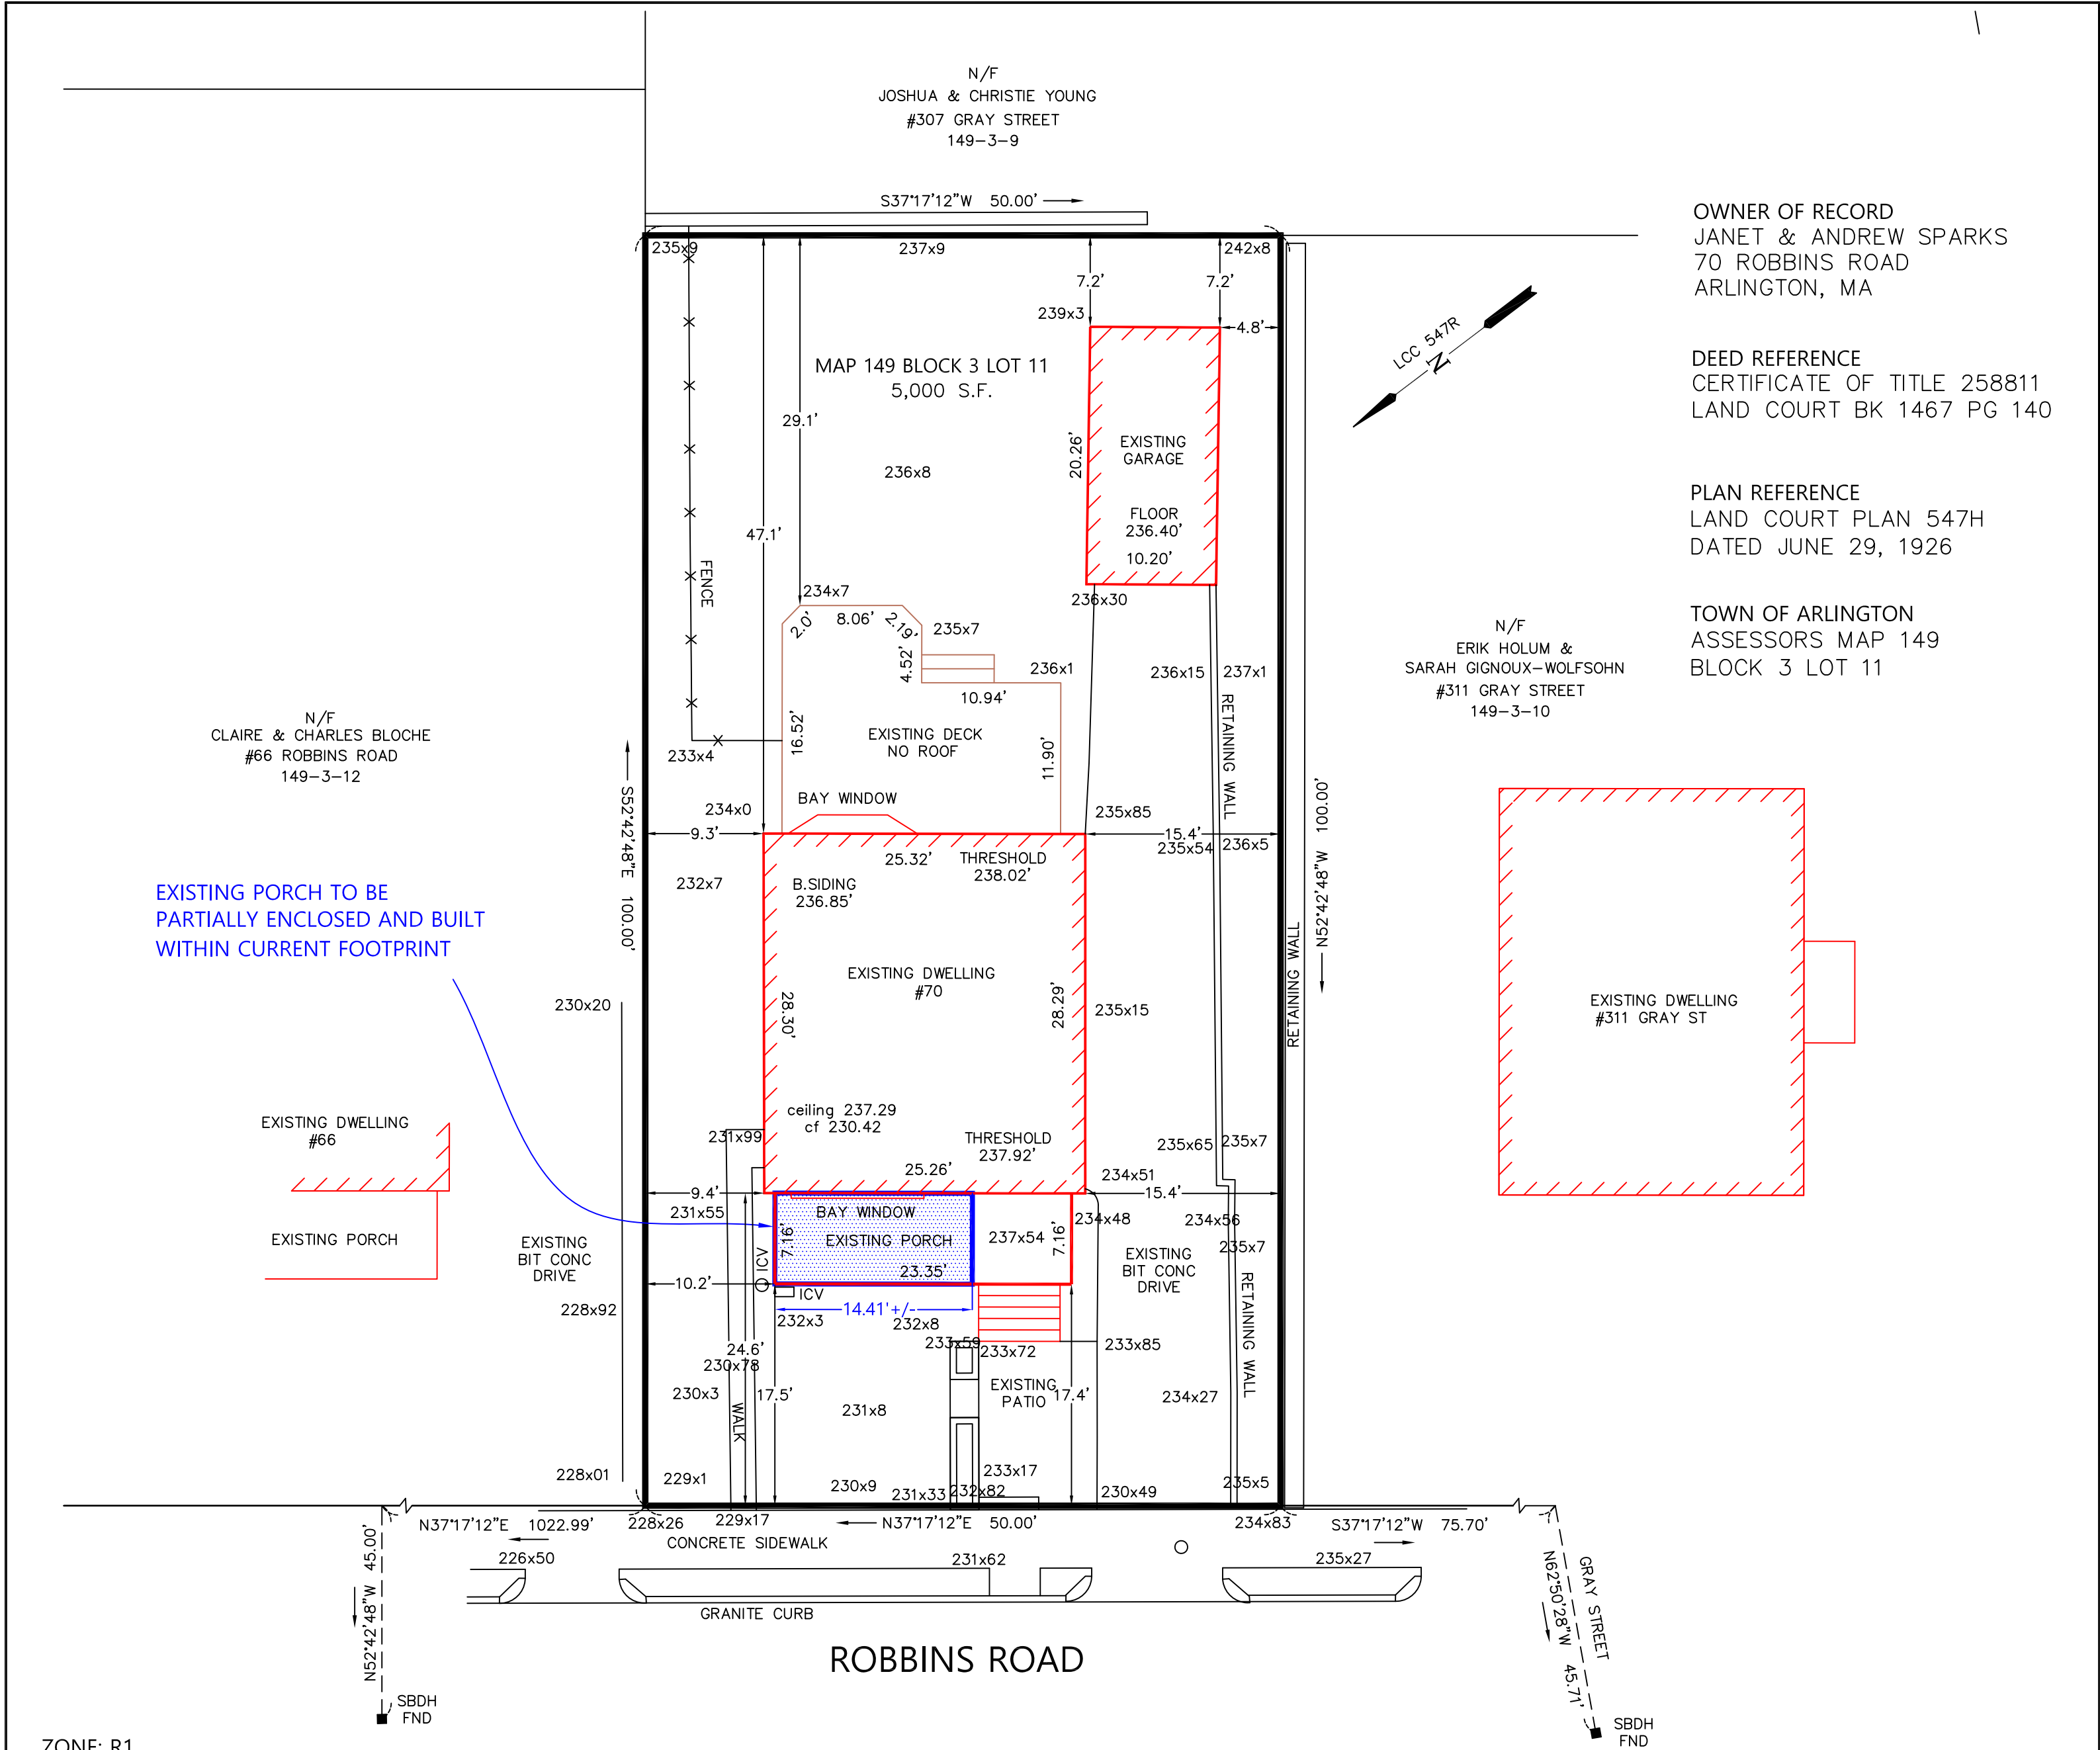 N/F
JOSHUA & CHRISTIE YOUNG
#307 GRAY STREET
149-3-9
S37°17'12"W 50.00'
235x9
237x9
242x8
7.2'
7.2'
239x3
4.8'
MAP 149 BLOCK 3 LOT 11
5,000 S.F.
29.1'
236x8
47.1'
20.26'
EXISTING
GARAGE
FLOOR
236.40'
10.20'
236x30
FENCE
234x7
2.0'
8.06'
2.19'
235x7
4.52'
236x1
10.94'
236x15
237x1
RETAINING WALL
16.52'
EXISTING DECK
NO ROOF
11.90'
233x4
BAY WINDOW
234x0
235x85
9.3'
15.4'
235x54
236x5
25.32'
THRESHOLD
238.02'
232x7
B.SIDING
236.85'
S52°42'48"E 100.00'
N52°42'48"W 100.00'
RETAINING WALL
EXISTING DWELLING
#70
28.30'
28.29'
235x15
ceiling 237.29
cf 230.42
231x99
THRESHOLD
237.92'
25.26'
235x65
235x7
234x51
9.4'
15.4'
231x55
BAY WINDOW
EXISTING PORCH
7.16'
23.35'
237x54
7.16'
234x48
234x56
235x7
EXISTING
BIT CONC
DRIVE
RETAINING WALL
ICV
10.2'
ICV
14.41'+/-
232x3
232x8
233x59
233x72
233x85
24.6'
230x78
230x3
17.5'
WALK
231x8
EXISTING
PATIO
17.4'
234x27
229x1
230x9
231x33
232x82
233x17
230x49
235x5
OWNER OF RECORD
JANET & ANDREW SPARKS
70 ROBBINS ROAD
ARLINGTON, MA
DEED REFERENCE
CERTIFICATE OF TITLE 258811
LAND COURT BK 1467 PG 140
PLAN REFERENCE
LAND COURT PLAN 547H
DATED JUNE 29, 1926
TOWN OF ARLINGTON
ASSESSORS MAP 149
BLOCK 3 LOT 11
LCC 547R
N
N/F
ERIK HOLUM &
SARAH GIGNOUX-WOLFSOHN
#311 GRAY STREET
149-3-10
EXISTING DWELLING
#311 GRAY ST
N/F
CLAIRE & CHARLES BLOCHE
#66 ROBBINS ROAD
149-3-12
EXISTING PORCH TO BE
PARTIALLY ENCLOSED AND BUILT
WITHIN CURRENT FOOTPRINT
230x20
EXISTING DWELLING
#66
EXISTING PORCH
EXISTING
BIT CONC
DRIVE
228x92
228x01
N37°17'12"E 1022.99'
228x26
229x17
N37°17'12"E 50.00'
234x83
S37°17'12"W 75.70'
CONCRETE SIDEWALK
226x50
231x62
235x27
GRANITE CURB
N52°42'48"W 45.00'
N62°50'28"W 45.71'
GRAY STREET
ROBBINS ROAD
SBDH
FND
SBDH
FND
ZONE: R1